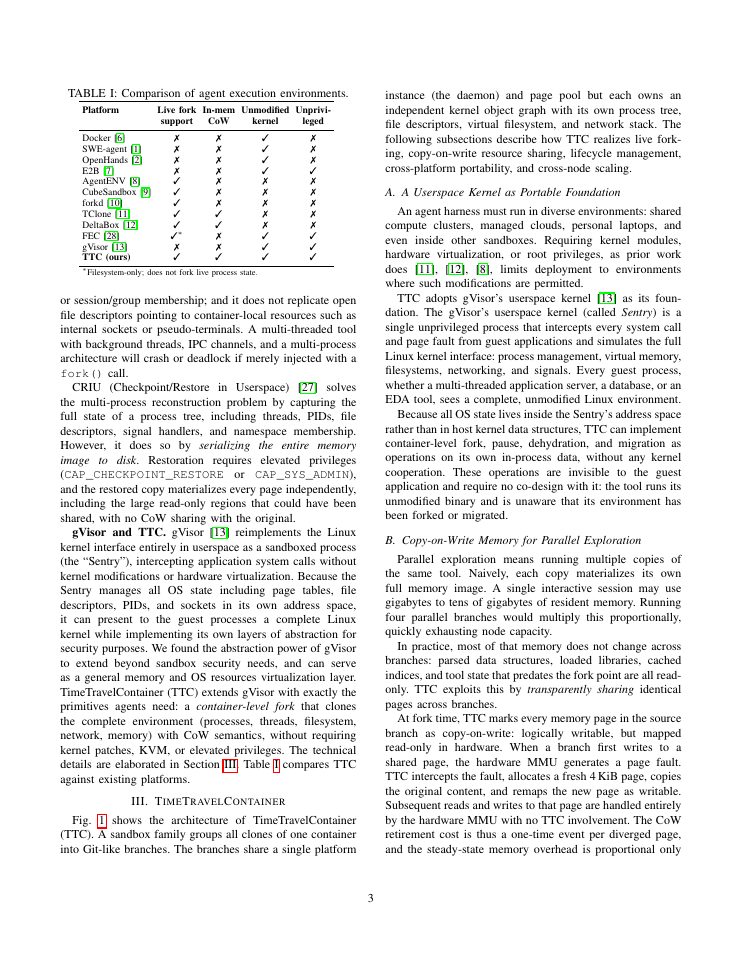 TABLE I: Comparison of agent execution environments.
Platform Live fork In-mem Unmodified Unprivi-
support CoW kernel leged
Docker [6] ✗ ✗ ✓ ✗
SWE-agent [1] ✗ ✗ ✓ ✗
OpenHands [2] ✗ ✗ ✓ ✗
E2B [7] ✗ ✗ ✓ ✓
AgentENV [8] ✓ ✗ ✗ ✗
CubeSandbox [9] ✓ ✗ ✗ ✗
forkd [10] ✓ ✗ ✗ ✗
TClone [11] ✓ ✓ ✗ ✗
DeltaBox [12] ✓ ✓ ✗ ✗
FEC [28] ✓* ✗ ✓ ✓
gVisor [13] ✗ ✗ ✓ ✓
TTC (ours) ✓ ✓ ✓ ✓
*Filesystem-only; does not fork live process state.
or session/group membership; and it does not replicate open
file descriptors pointing to container-local resources such as
internal sockets or pseudo-terminals. A multi-threaded tool
with background threads, IPC channels, and a multi-process
architecture will crash or deadlock if merely injected with a
fork() call.
CRIU (Checkpoint/Restore in Userspace) [27] solves
the multi-process reconstruction problem by capturing the
full state of a process tree, including threads, PIDs, file
descriptors, signal handlers, and namespace membership.
However, it does so by serializing the entire memory
image to disk. Restoration requires elevated privileges
(CAP_CHECKPOINT_RESTORE or CAP_SYS_ADMIN),
and the restored copy materializes every page independently,
including the large read-only regions that could have been
shared, with no CoW sharing with the original.
gVisor and TTC. gVisor [13] reimplements the Linux
kernel interface entirely in userspace as a sandboxed process
(the “Sentry”), intercepting application system calls without
kernel modifications or hardware virtualization. Because the
Sentry manages all OS state including page tables, file
descriptors, PIDs, and sockets in its own address space,
it can present to the guest processes a complete Linux
kernel while implementing its own layers of abstraction for
security purposes. We found the abstraction power of gVisor
to extend beyond sandbox security needs, and can serve
as a general memory and OS resources virtualization layer.
TimeTravelContainer (TTC) extends gVisor with exactly the
primitives agents need: a container-level fork that clones
the complete environment (processes, threads, filesystem,
network, memory) with CoW semantics, without requiring
kernel patches, KVM, or elevated privileges. The technical
details are elaborated in Section III. Table I compares TTC
against existing platforms.
III. TIMETRAVELCONTAINER
Fig. 1 shows the architecture of TimeTravelContainer
(TTC). A sandbox family groups all clones of one container
into Git-like branches. The branches share a single platform
instance (the daemon) and page pool but each owns an
independent kernel object graph with its own process tree,
file descriptors, virtual filesystem, and network stack. The
following subsections describe how TTC realizes live fork-
ing, copy-on-write resource sharing, lifecycle management,
cross-platform portability, and cross-node scaling.
A. A Userspace Kernel as Portable Foundation
An agent harness must run in diverse environments: shared
compute clusters, managed clouds, personal laptops, and
even inside other sandboxes. Requiring kernel modules,
hardware virtualization, or root privileges, as prior work
does [11], [12], [8], limits deployment to environments
where such modifications are permitted.
TTC adopts gVisor’s userspace kernel [13] as its foun-
dation. The gVisor’s userspace kernel (called Sentry) is a
single unprivileged process that intercepts every system call
and page fault from guest applications and simulates the full
Linux kernel interface: process management, virtual memory,
filesystems, networking, and signals. Every guest process,
whether a multi-threaded application server, a database, or an
EDA tool, sees a complete, unmodified Linux environment.
Because all OS state lives inside the Sentry’s address space
rather than in host kernel data structures, TTC can implement
container-level fork, pause, dehydration, and migration as
operations on its own in-process data, without any kernel
cooperation. These operations are invisible to the guest
application and require no co-design with it: the tool runs its
unmodified binary and is unaware that its environment has
been forked or migrated.
B. Copy-on-Write Memory for Parallel Exploration
Parallel exploration means running multiple copies of
the same tool. Naively, each copy materializes its own
full memory image. A single interactive session may use
gigabytes to tens of gigabytes of resident memory. Running
four parallel branches would multiply this proportionally,
quickly exhausting node capacity.
In practice, most of that memory does not change across
branches: parsed data structures, loaded libraries, cached
indices, and tool state that predates the fork point are all read-
only. TTC exploits this by transparently sharing identical
pages across branches.
At fork time, TTC marks every memory page in the source
branch as copy-on-write: logically writable, but mapped
read-only in hardware. When a branch first writes to a
shared page, the hardware MMU generates a page fault.
TTC intercepts the fault, allocates a fresh 4 KiB page, copies
the original content, and remaps the new page as writable.
Subsequent reads and writes to that page are handled entirely
by the hardware MMU with no TTC involvement. The CoW
retirement cost is thus a one-time event per diverged page,
and the steady-state memory overhead is proportional only
3